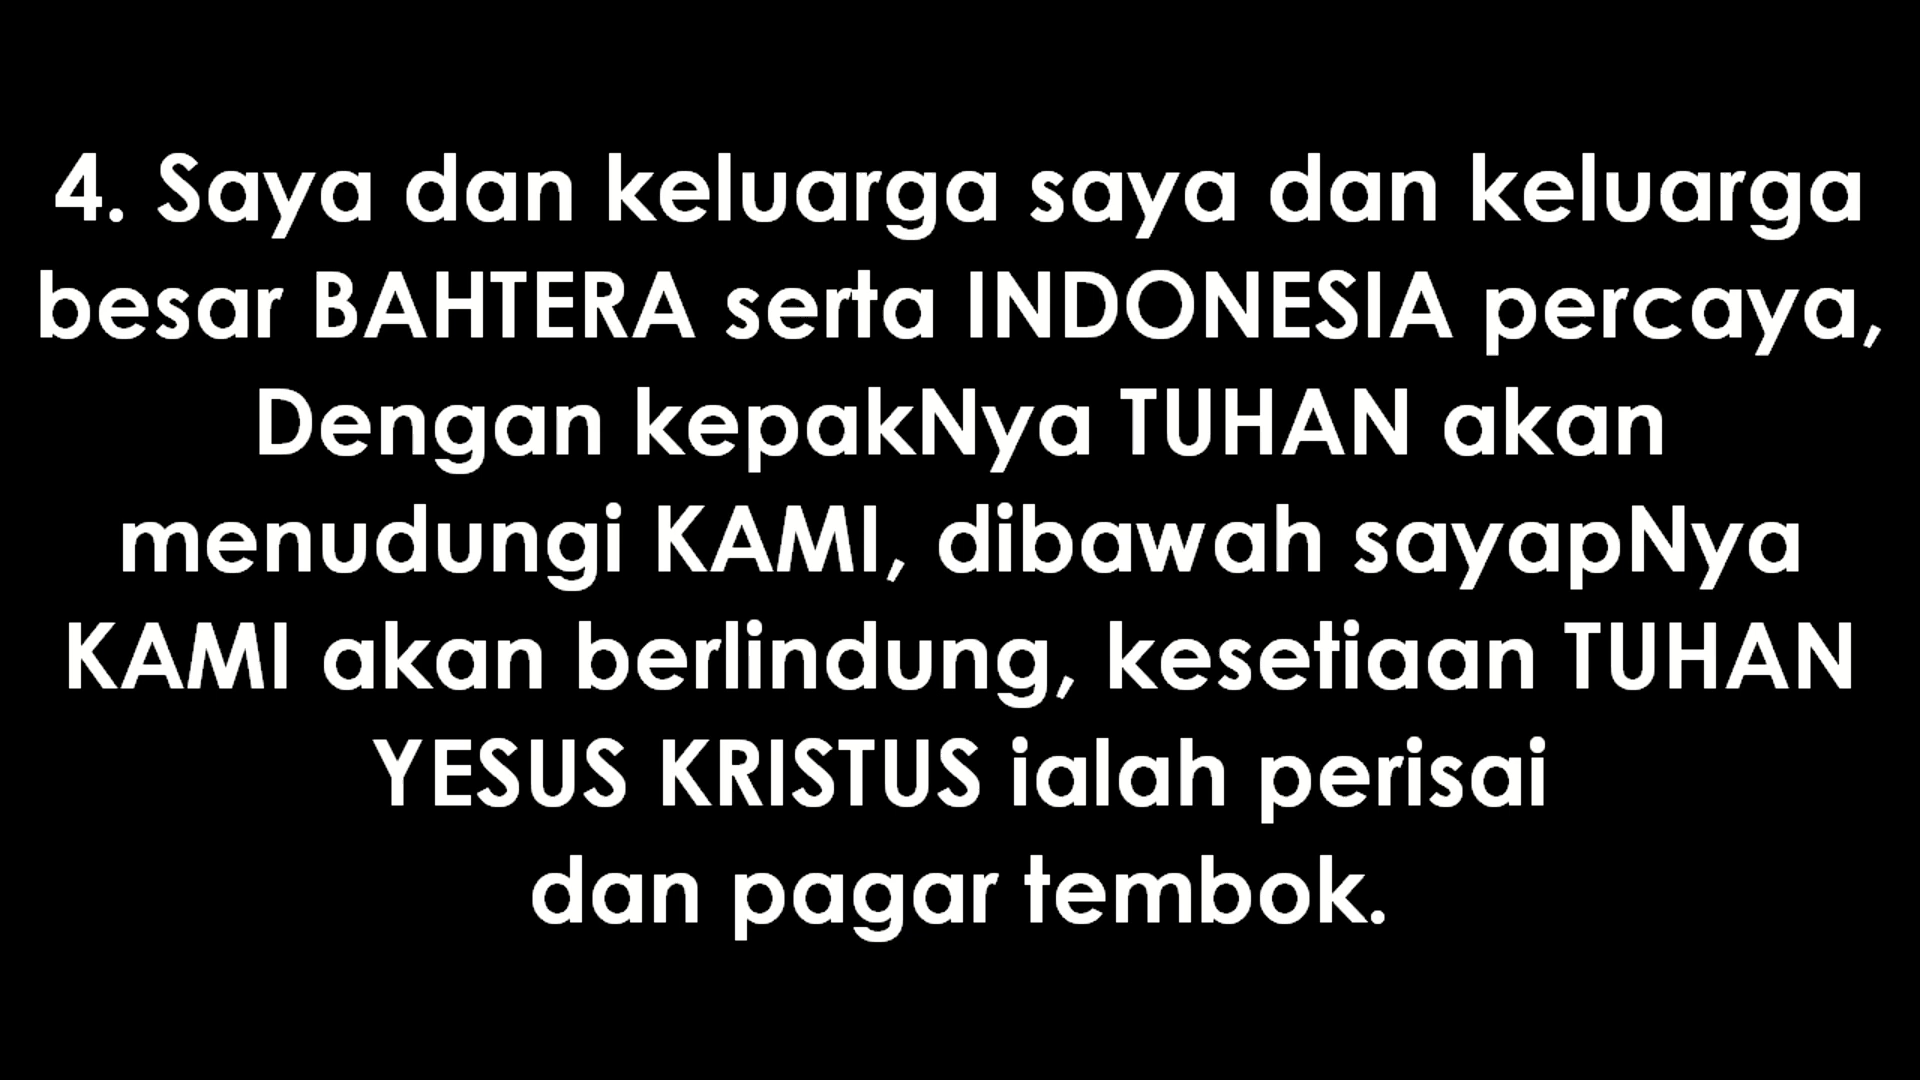 4. Saya dan keluarga saya dan keluarga
besar BAHTERA serta INDONESIA percaya,
Dengan kepakNya TUHAN akan
menudungi KAMI, dibawah sayapNya
KAMI akan berlindung, kesetiaan TUHAN
YESUS KRISTUS ialah perisai
dan pagar tembok.